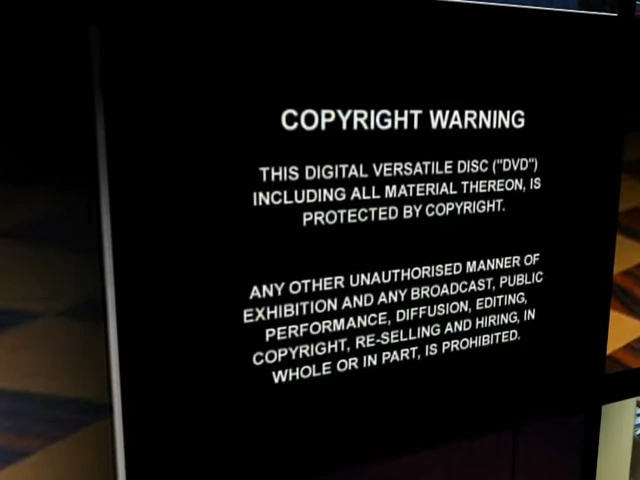 COPYRIGHT WARNING
THIS DIGITAL VERSATILE DISC ("DVD")
INCLUDING ALL MATERIAL THEREON, IS
PROTECTED BY COPYRIGHT.
ANY OTHER UNAUTHORISED MANNER OF
EXHIBITION AND ANY BROADCAST, PUBLIC
PERFORMANCE, DIFFUSION, EDITING,
COPYRIGHT, RE-SELLING AND HIRING, IN
WHOLE OR IN PART, IS PROHIBITED.